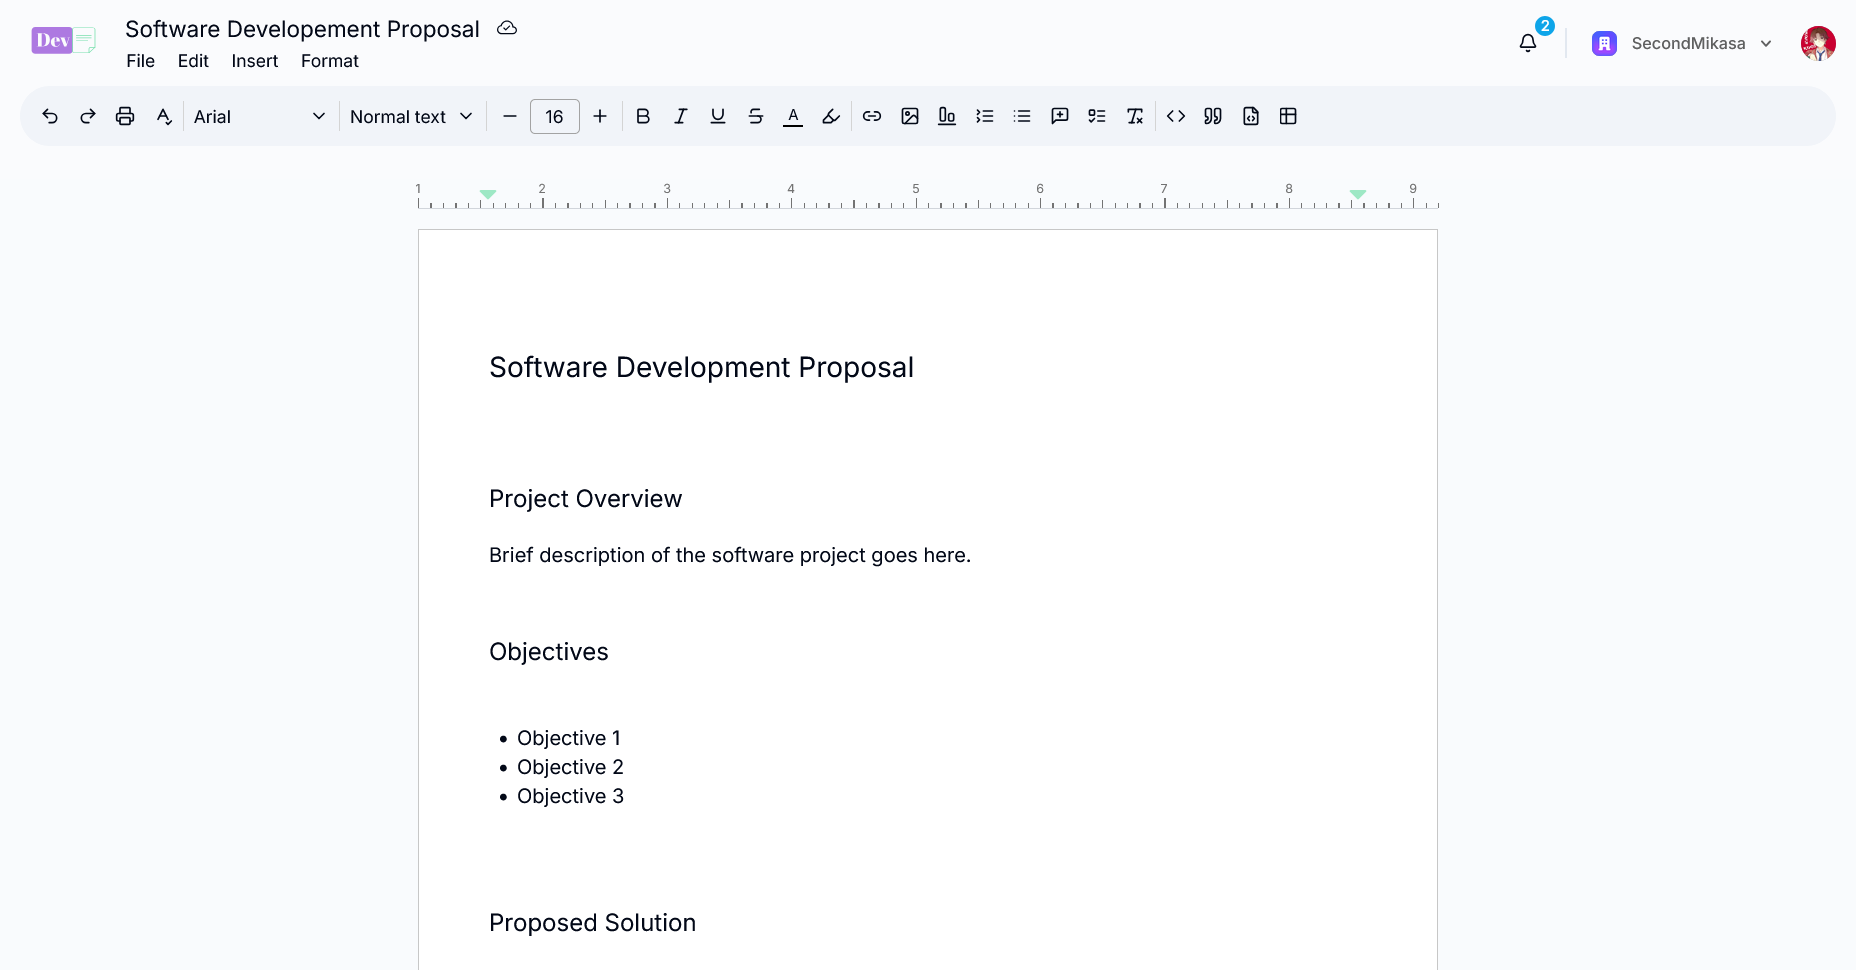 Dev
Software Developement Proposal
File Edit Insert Format
2
SecondMikasa
Arial
Normal text
16
B I U S A
1 2 3 4 5 6 7 8 9
Software Development Proposal
Project Overview
Brief description of the software project goes here.
Objectives
• Objective 1
• Objective 2
• Objective 3
Proposed Solution